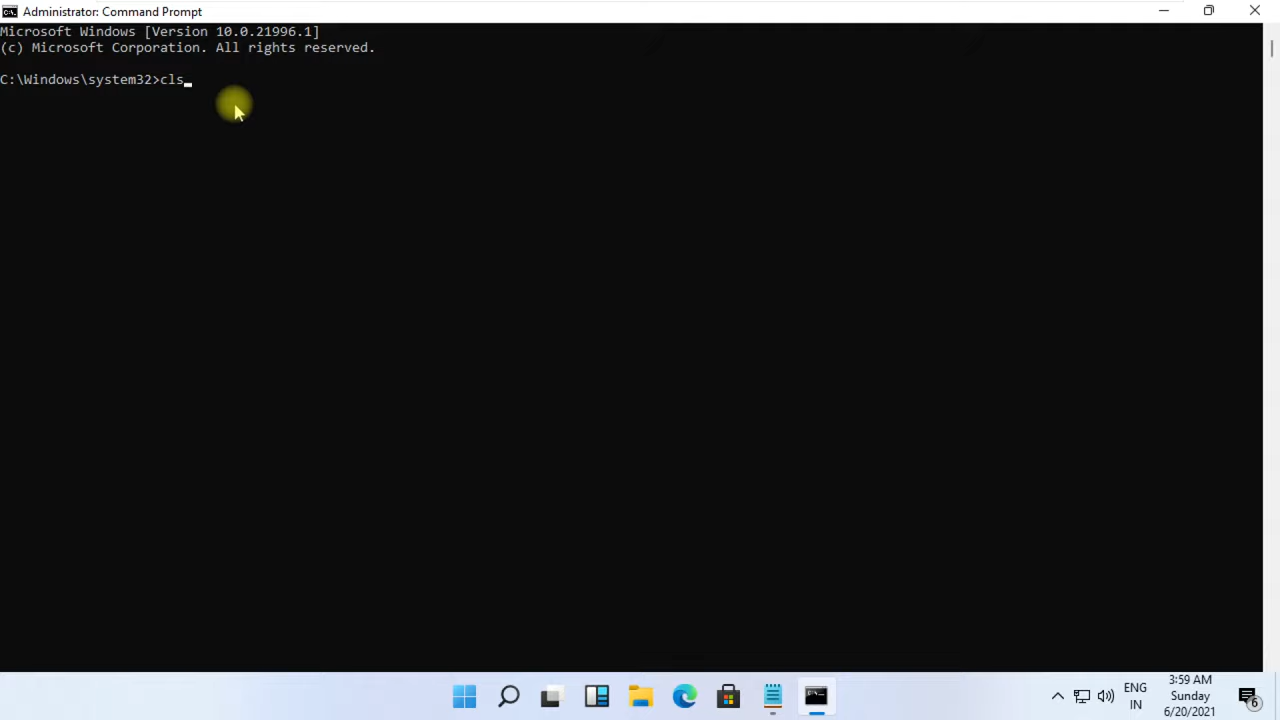 Administrator: Command Prompt
Microsoft Windows [Version 10.0.21996.1]
(c) Microsoft Corporation. All rights reserved.
C:\Windows\system32>cls
ENG
IN
3:59 AM
Sunday
6/20/2021
6